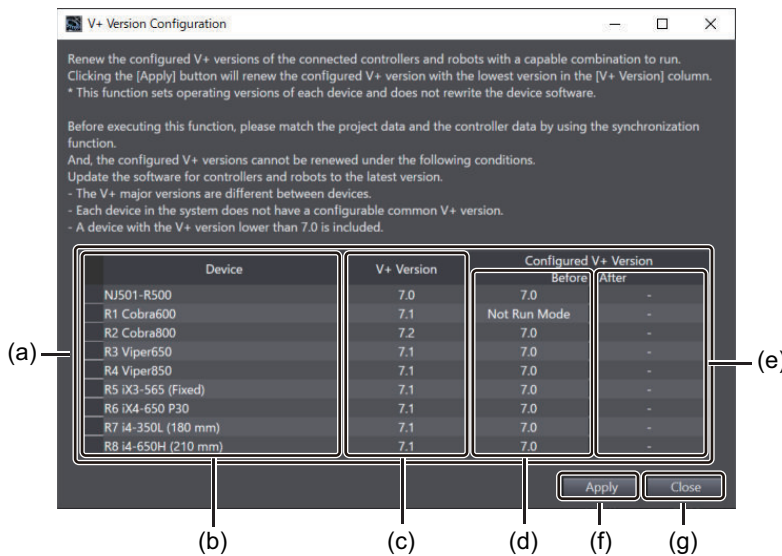 V+ Version Configuration
Renew the configured V+ versions of the connected controllers and robots with a capable combination to run.
Clicking the [Apply] button will renew the configured V+ version with the lowest version in the [V+ Version] column.
* This function sets operating versions of each device and does not rewrite the device software.
Before executing this function, please match the project data and the controller data by using the synchronization
function.
And, the configured V+ versions cannot be renewed under the following conditions.
Update the software for controllers and robots to the latest version.
- The V+ major versions are different between devices.
- Each device in the system does not have a configurable common V+ version.
- A device with the V+ version lower than 7.0 is included.
Device V+ Version Configured V+ Version
Before After
NJ501-R500 7.0 7.0 -
R1 Cobra600 7.1 Not Run Mode -
R2 Cobra800 7.2 7.0 -
R3 Viper650 7.1 7.0 -
R4 Viper850 7.1 7.0 -
R5 iX3-565 (Fixed) 7.1 7.0 -
R6 iX4-650 P30 7.1 7.0 -
R7 i4-350L (180 mm) 7.1 7.0 -
R8 i4-650H (210 mm) 7.1 7.0 -
(a) (e)
Apply Close
(b) (c) (d) (f) (g)